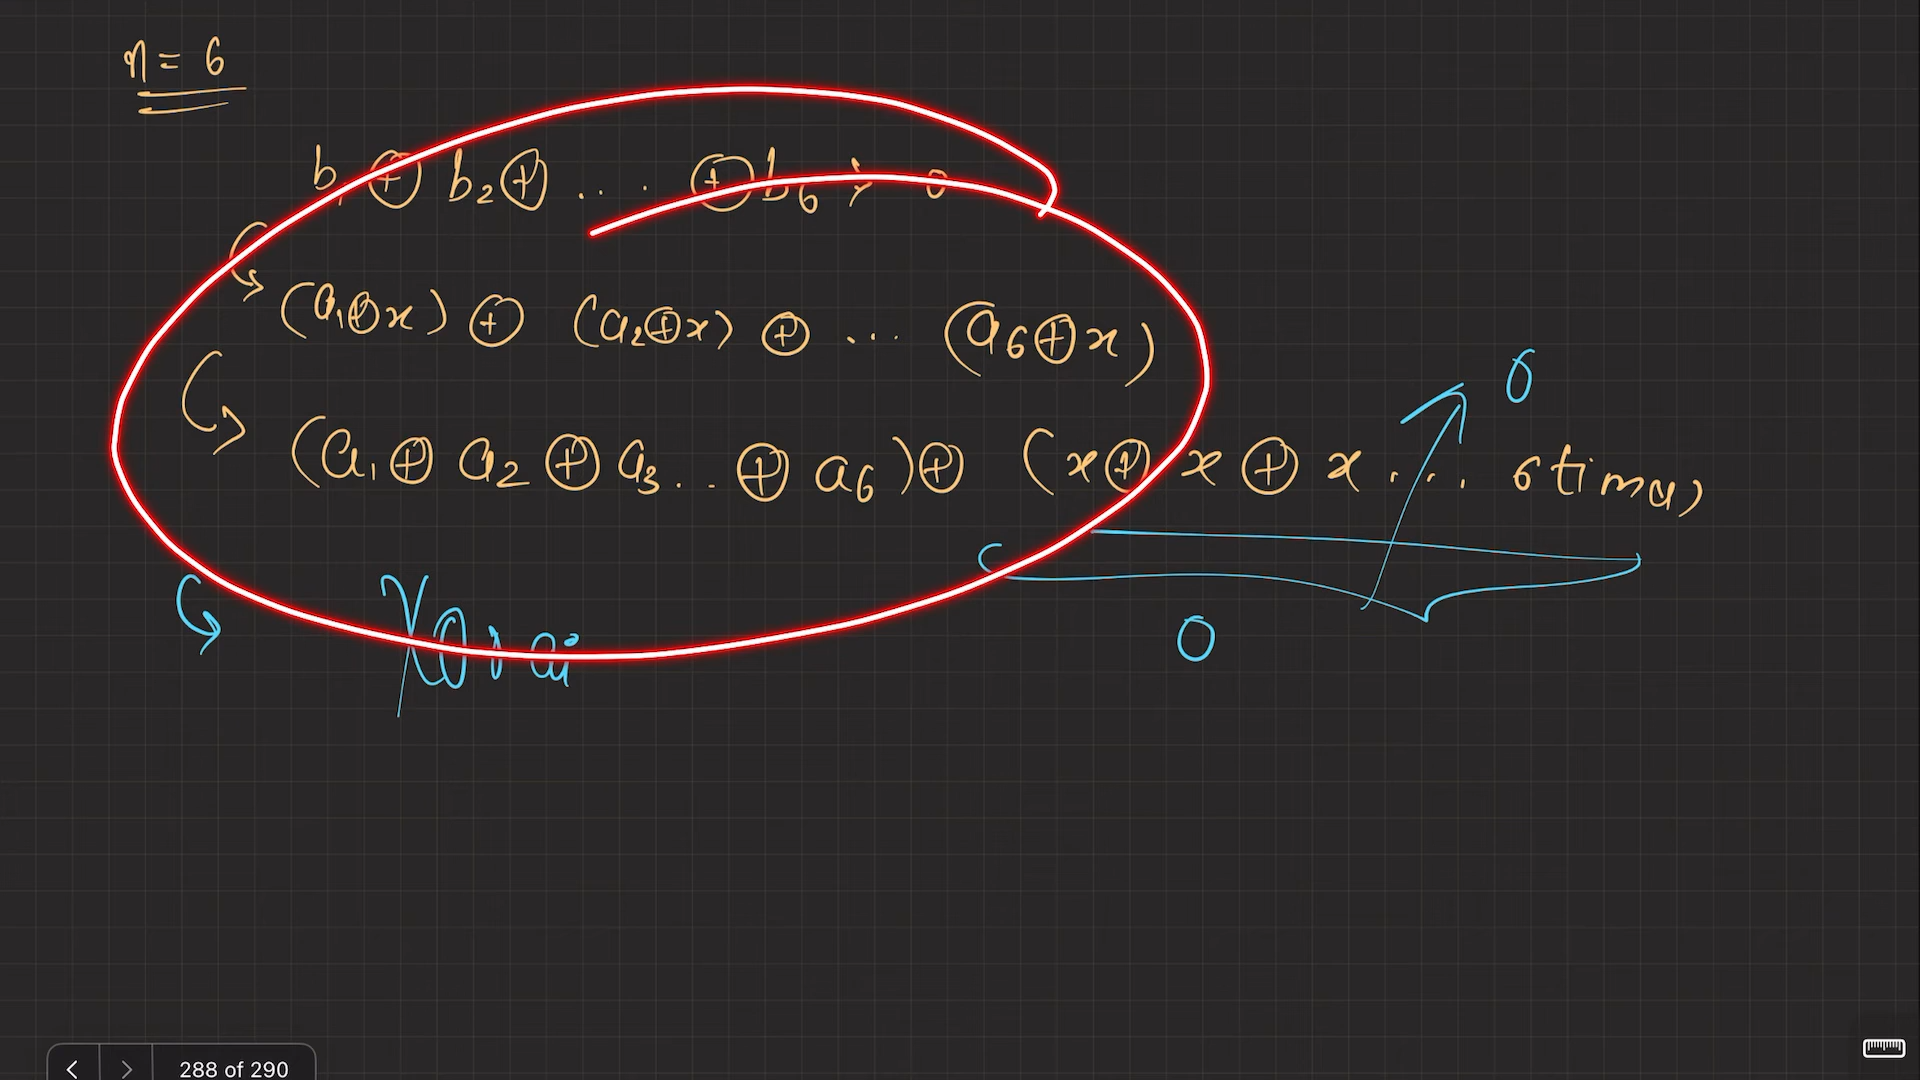 n = 6
b₁ ⊕ b₂ ⊕ .... ⊕ b₆ > 0
(a₁⊕x) ⊕ (a₂⊕x) ⊕ ... (a₆⊕x)
0
(a₁ ⊕ a₂ ⊕ a₃ ... ⊕ a₆) ⊕ (x ⊕ x ⊕ x .... 6 times)
Xor ai
0
288 of 290